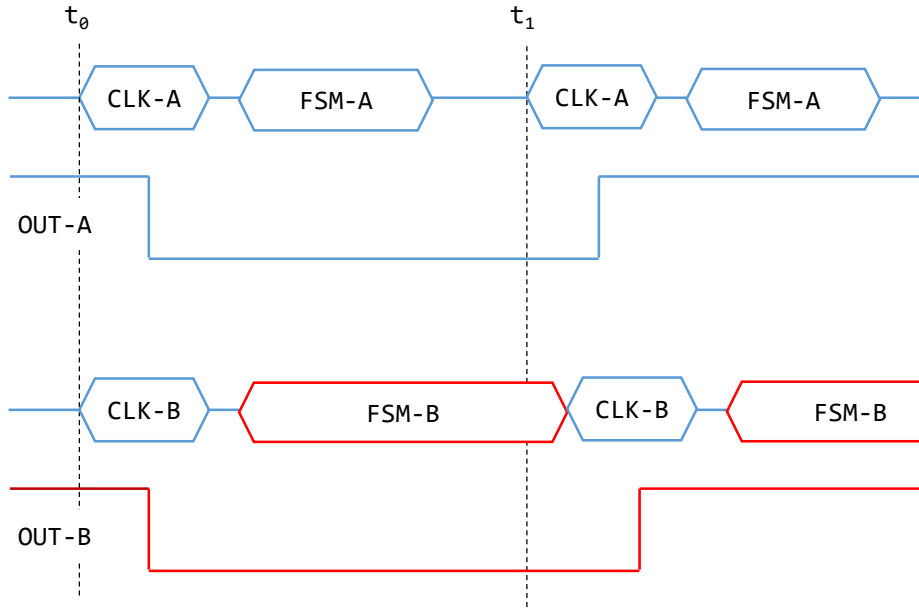 t₀ t₁
CLK-A FSM-A CLK-A FSM-A
OUT-A
CLK-B FSM-B CLK-B FSM-B
OUT-B